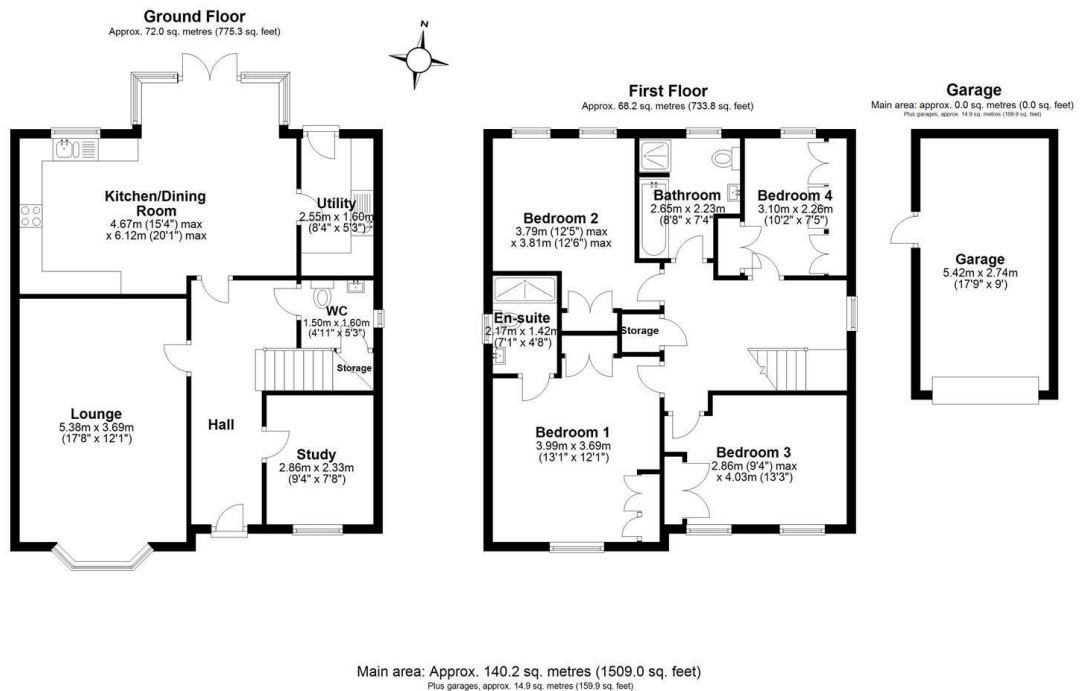 Ground Floor
Approx. 72.0 sq. metres (775.3 sq. feet)
N
Kitchen/Dining
Room
4.67m (15'4") max
x 6.12m (20'1") max
Utility
2.55m x 1.60m
(8'4" x 5'3")
WC
1.50m x 1.60m
(4'11" x 5'3")
Storage
Lounge
5.38m x 3.69m
(17'8" x 12'1")
Hall
Study
2.86m x 2.33m
(9'4" x 7'8")
First Floor
Approx. 68.2 sq. metres (733.8 sq. feet)
Bedroom 2
3.79m (12'5") max
x 3.81m (12'6") max
Bathroom
2.65m x 2.23m
(8'8" x 7'4")
Bedroom 4
3.10m x 2.26m
(10'2" x 7'5")
En-suite
2.17m x 1.42m
(7'1" x 4'8")
Storage
Bedroom 1
3.99m x 3.69m
(13'1" x 12'1")
Bedroom 3
2.86m (9'4") max
x 4.03m (13'3")
Garage
Main area: approx. 0.0 sq. metres (0.0 sq. feet)
Plus garages, approx. 14.9 sq. metres (159.9 sq. feet)
Garage
5.42m x 2.74m
(17'9" x 9')
Main area: Approx. 140.2 sq. metres (1509.0 sq. feet)
Plus garages, approx. 14.9 sq. metres (159.9 sq. feet)